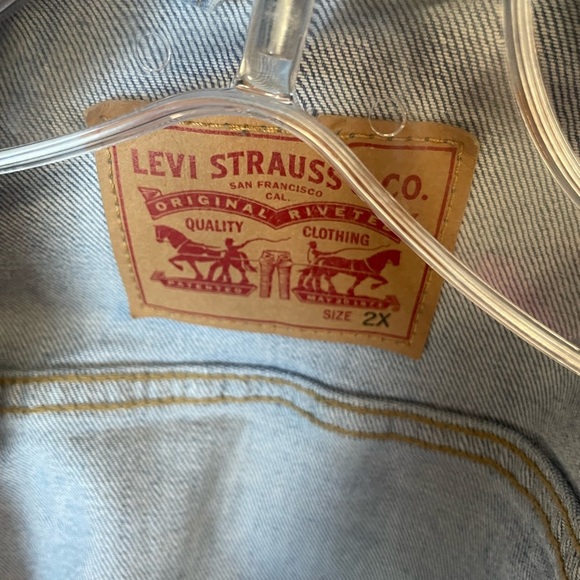 LEVI STRAUSS & CO.
SAN FRANCISCO
CAL.
ORIGINAL RIVETED
QUALITY CLOTHING
PATENTED MAY 20 1873
SIZE 2X